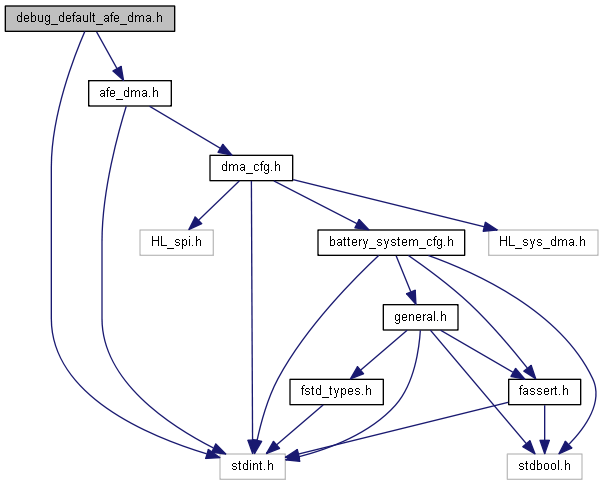 debug_default_afe_dma.h
afe_dma.h
dma_cfg.h
HL_spi.h
battery_system_cfg.h
HL_sys_dma.h
general.h
fstd_types.h
fassert.h
stdint.h
stdbool.h